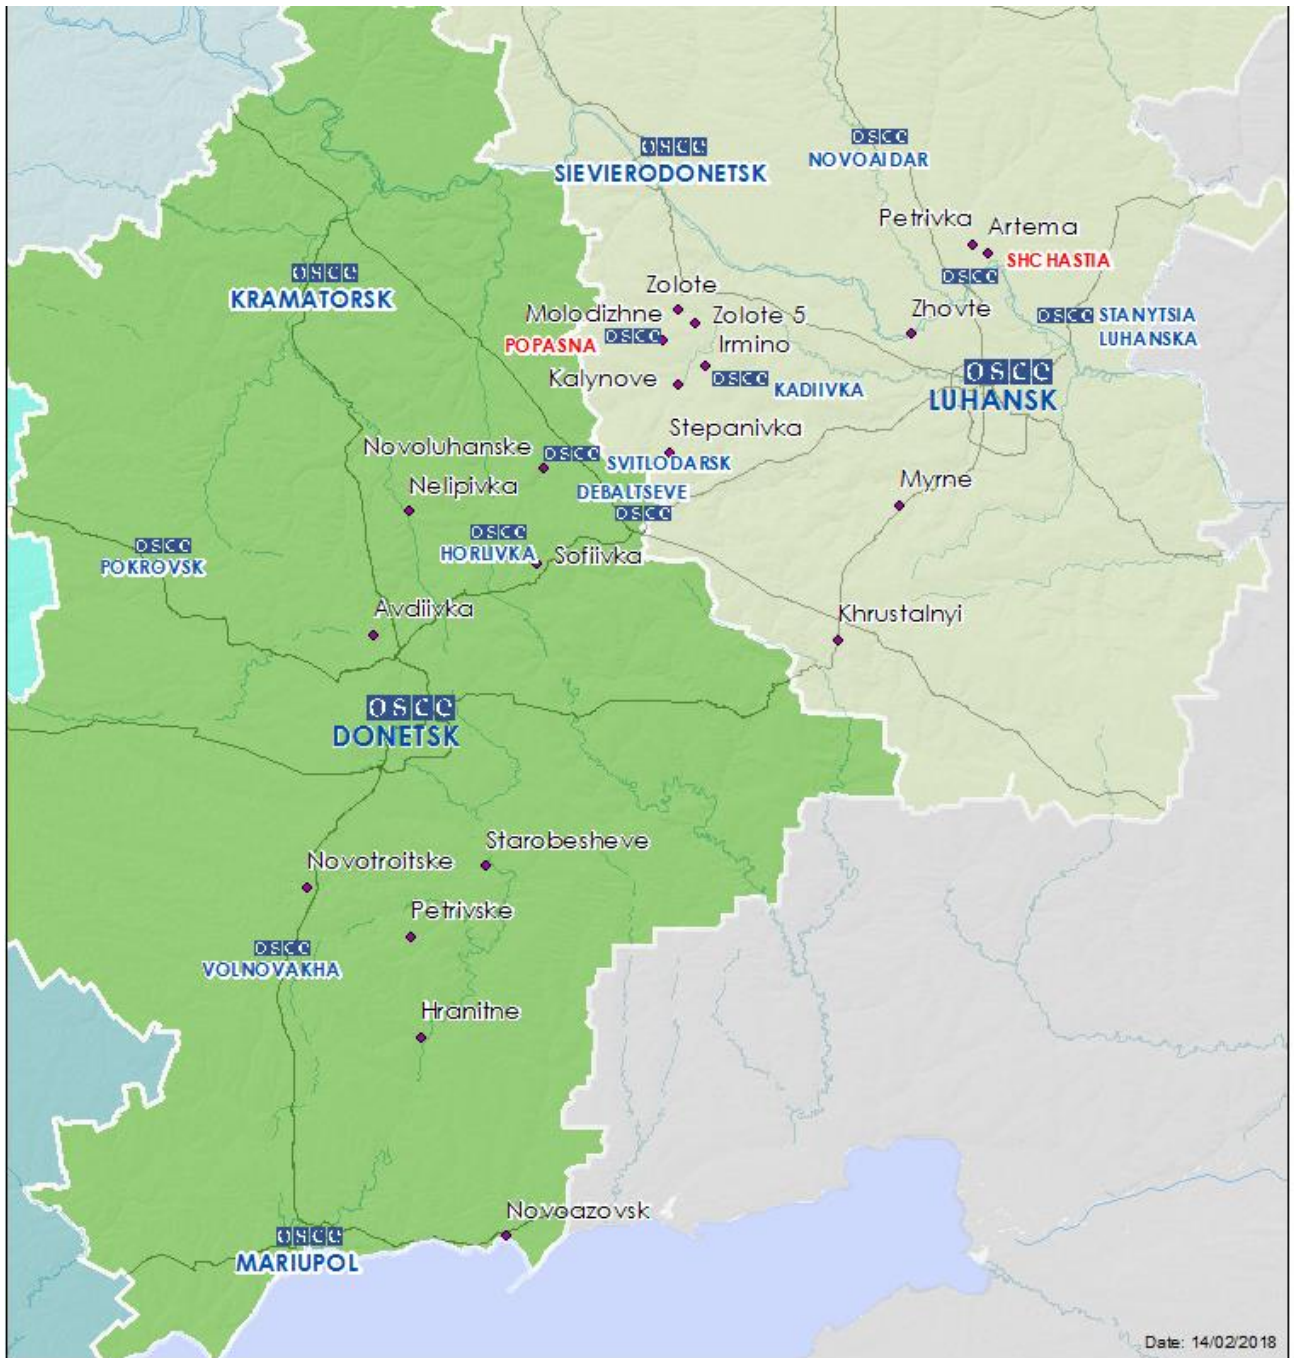 OSCE
SIEVIERODONETSK
OSCE
NOVOAIDAR
Petrivka
Artema
SHCHASTIA
OSCE
OSCE
KRAMATORSK
Zolote
Molodizhne
Zolote 5
Zhovte
OSCE
STANYTSIA
LUHANSKA
POPASNA
OSCE
Irmino
Kalynove
OSCE
KADIIVKA
OSCE
LUHANSK
Stepanivka
Novoluhanske
OSCE
SVITLODARSK
Nelipivka
DEBALTSEVE
OSCE
Myrne
OSCE
HORLIVKA
Sofiivka
OSCE
POKROVSK
Avdiivka
Khrustalnyi
OSCE
DONETSK
Starobesheve
Novotroitske
Petrivske
OSCE
VOLNOVAKHA
Hranitne
Novoazovsk
OSCE
MARIUPOL
Date: 14/02/2018